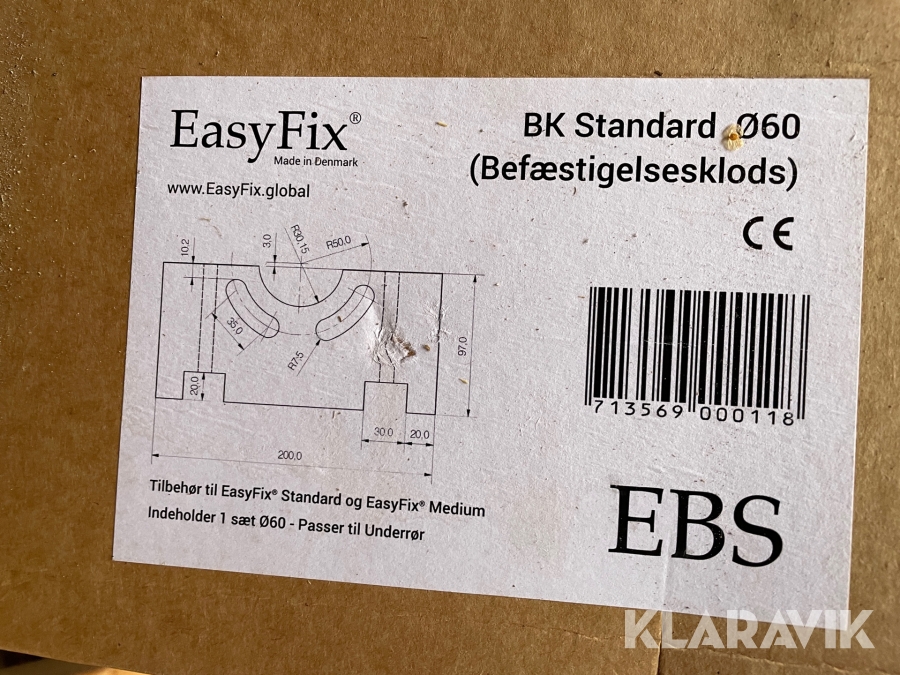 EasyFix®
Made in Denmark
www.EasyFix.global
BK Standard Ø60
(Befæstigelsesklods)
CE
10,2
3,0
R30,15
R50,0
35,0
R7,5
97,0
20,0
30,0
20,0
200,0
7 13569 000118
Tilbehør til EasyFix® Standard og EasyFix® Medium
Indeholder 1 sæt Ø60 - Passer til Underrør
EBS
KLARAVIK